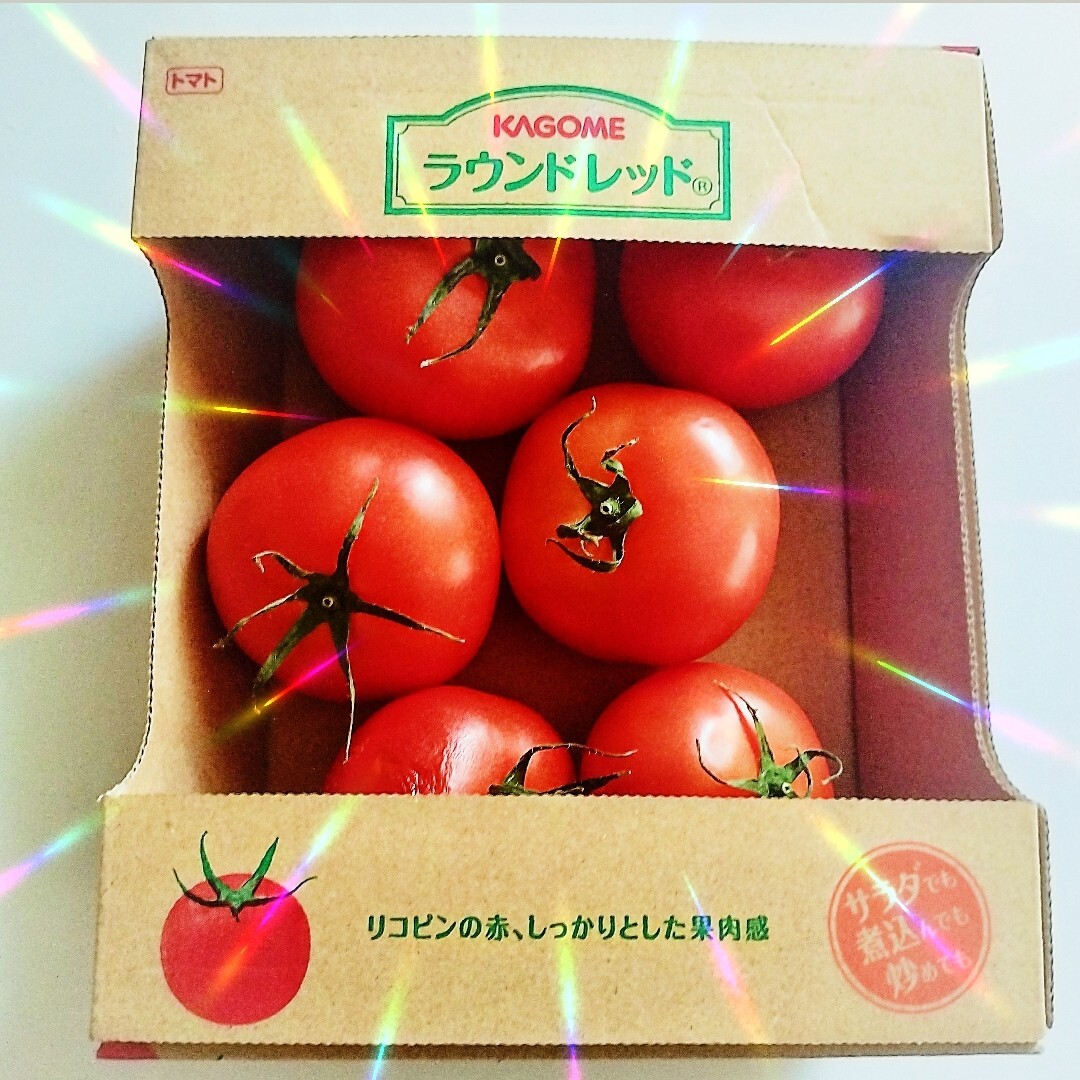 トマト
KAGOME
ラウンドレッド®
リコピンの赤、しっかりとした果肉感
サラダでも
煮込んでも
炒めても